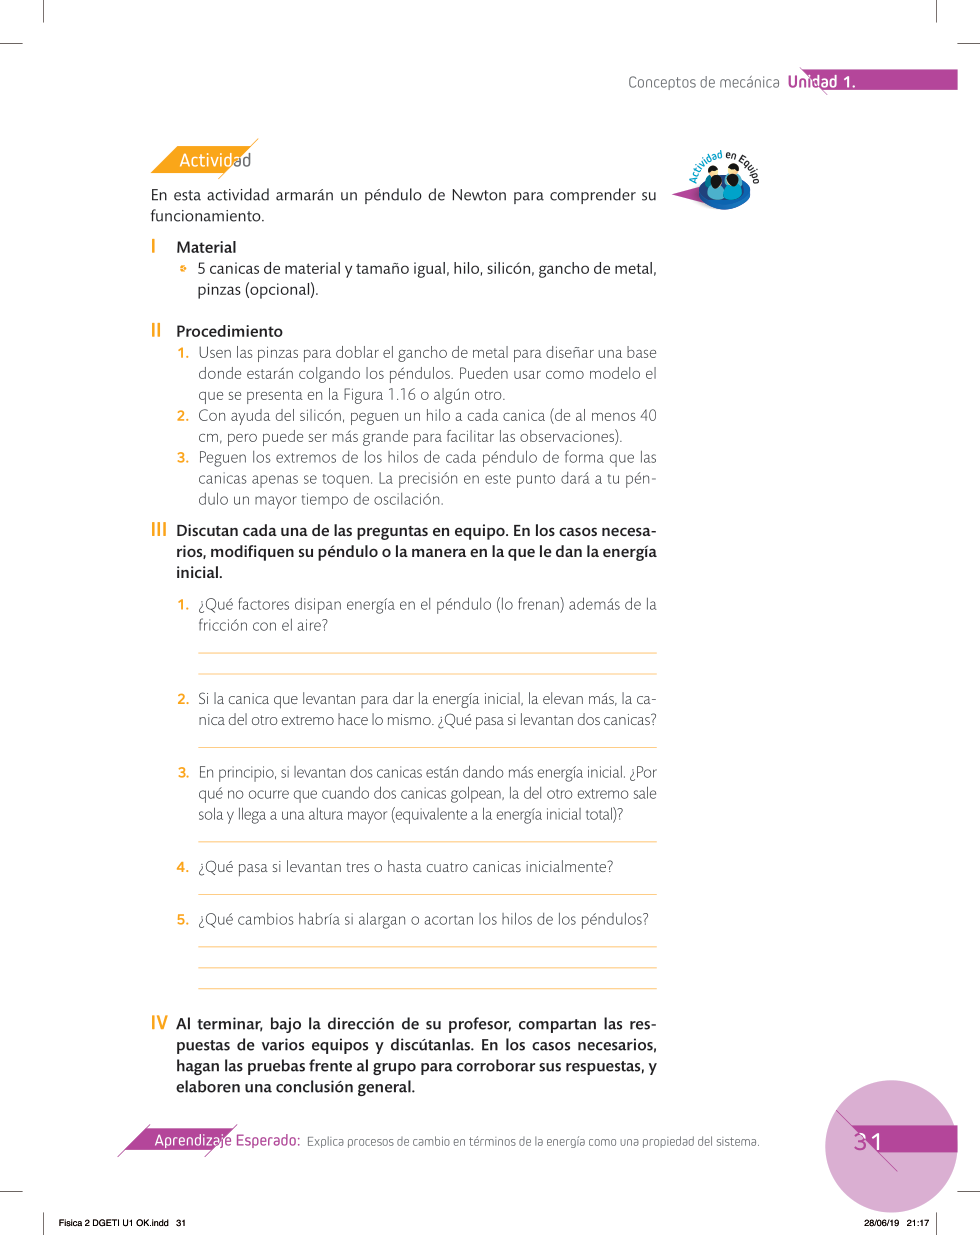 Conceptos de mecánica Unidad 1.
Actividad
Actividad en Equipo
En esta actividad armarán un péndulo de Newton para comprender su
funcionamiento.
I Material
5 canicas de material y tamaño igual, hilo, silicón, gancho de metal,
pinzas (opcional).
II Procedimiento
1. Usen las pinzas para doblar el gancho de metal para diseñar una base
donde estarán colgando los péndulos. Pueden usar como modelo el
que se presenta en la Figura 1.16 o algún otro.
2. Con ayuda del silicón, peguen un hilo a cada canica (de al menos 40
cm, pero puede ser más grande para facilitar las observaciones).
3. Peguen los extremos de los hilos de cada péndulo de forma que las
canicas apenas se toquen. La precisión en este punto dará a tu pén-
dulo un mayor tiempo de oscilación.
III Discutan cada una de las preguntas en equipo. En los casos necesa-
rios, modifiquen su péndulo o la manera en la que le dan la energía
inicial.
1. ¿Qué factores disipan energía en el péndulo (lo frenan) además de la
fricción con el aire?
2. Si la canica que levantan para dar la energía inicial, la elevan más, la ca-
nica del otro extremo hace lo mismo. ¿Qué pasa si levantan dos canicas?
3. En principio, si levantan dos canicas están dando más energía inicial. ¿Por
qué no ocurre que cuando dos canicas golpean, la del otro extremo sale
sola y llega a una altura mayor (equivalente a la energía inicial total)?
4. ¿Qué pasa si levantan tres o hasta cuatro canicas inicialmente?
5. ¿Qué cambios habría si alargan o acortan los hilos de los péndulos?
IV Al terminar, bajo la dirección de su profesor, compartan las res-
puestas de varios equipos y discútanlas. En los casos necesarios,
hagan las pruebas frente al grupo para corroborar sus respuestas, y
elaboren una conclusión general.
Aprendizaje Esperado: Explica procesos de cambio en términos de la energía como una propiedad del sistema.
31
Fisica 2 DGETI U1 OK.indd 31
28/06/19 21:17